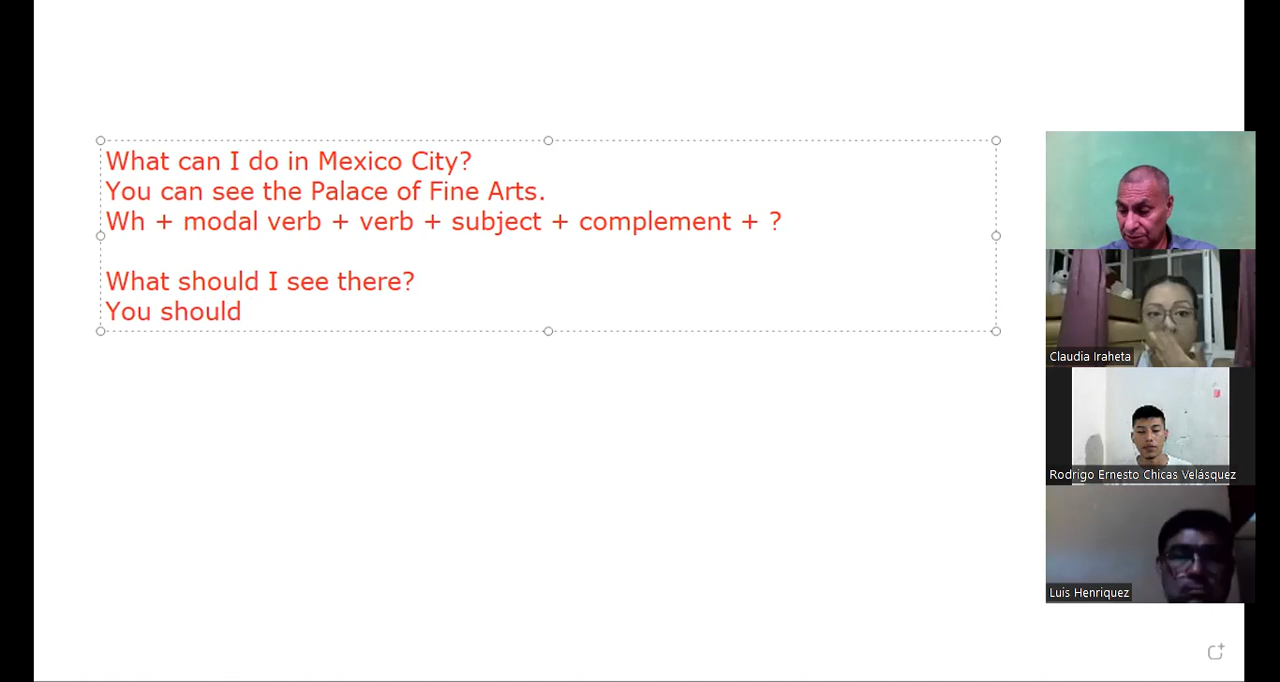 What can I do in Mexico City?
You can see the Palace of Fine Arts.
Wh + modal verb + verb + subject + complement + ?
What should I see there?
You should
Claudia Iraheta
Rodrigo Ernesto Chicas Velásquez
Luis Henriquez